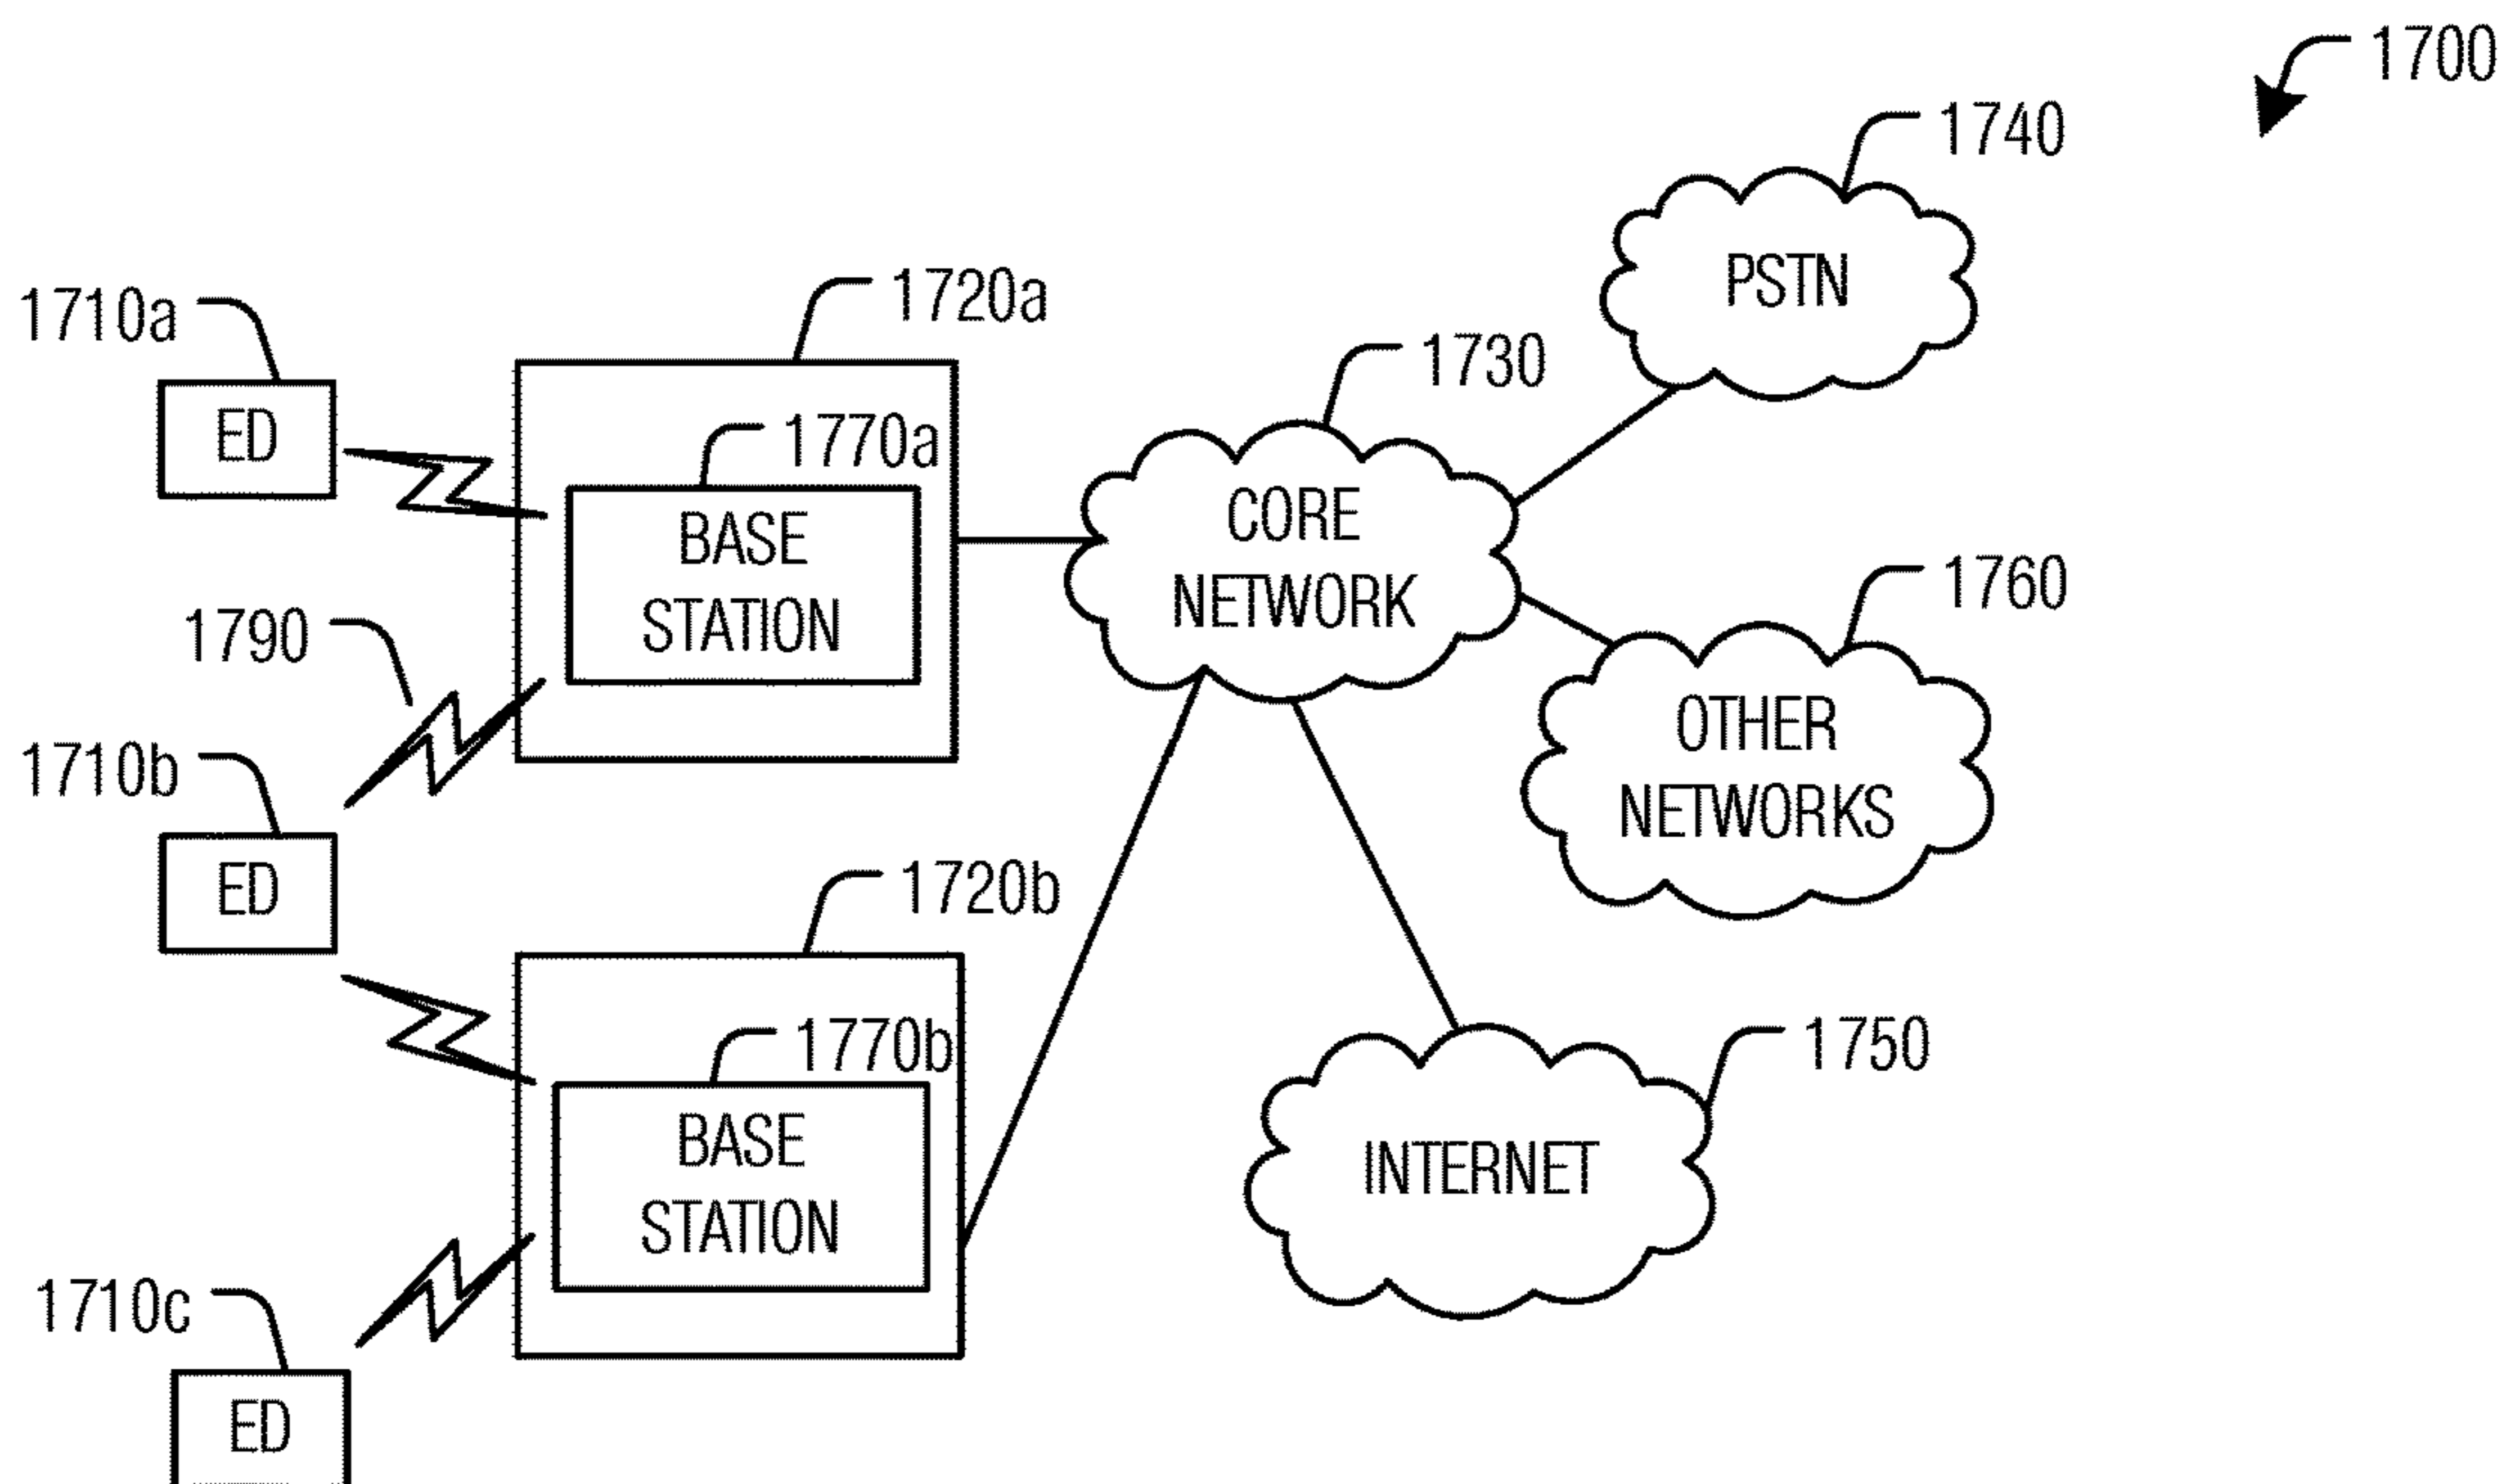 1700
1740
PSTN
1720a
1710a
1730
ED
1770a
CORE
NETWORK
BASE
STATION
1760
1790
OTHER
NETWORKS
1710b
ED
1720b
1770b
1750
BASE
STATION
INTERNET
1710c
ED